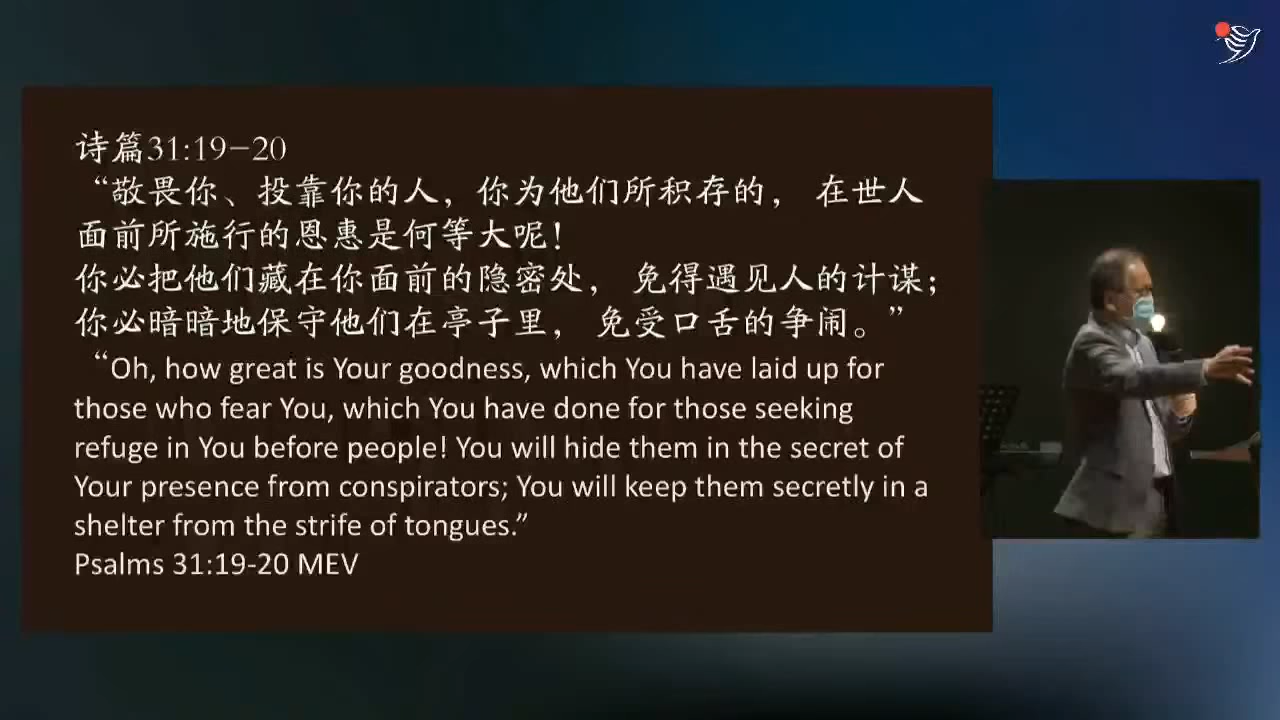 诗篇31:19-20
“敬畏你、投靠你的人，你为他们所积存的， 在世人
面前所施行的恩惠是何等大呢！
你必把他们藏在你面前的隐密处， 免得遇见人的计谋；
你必暗暗地保守他们在亭子里， 免受口舌的争闹。”
“Oh, how great is Your goodness, which You have laid up for
those who fear You, which You have done for those seeking
refuge in You before people! You will hide them in the secret of
Your presence from conspirators; You will keep them secretly in a
shelter from the strife of tongues.”
Psalms 31:19-20 MEV